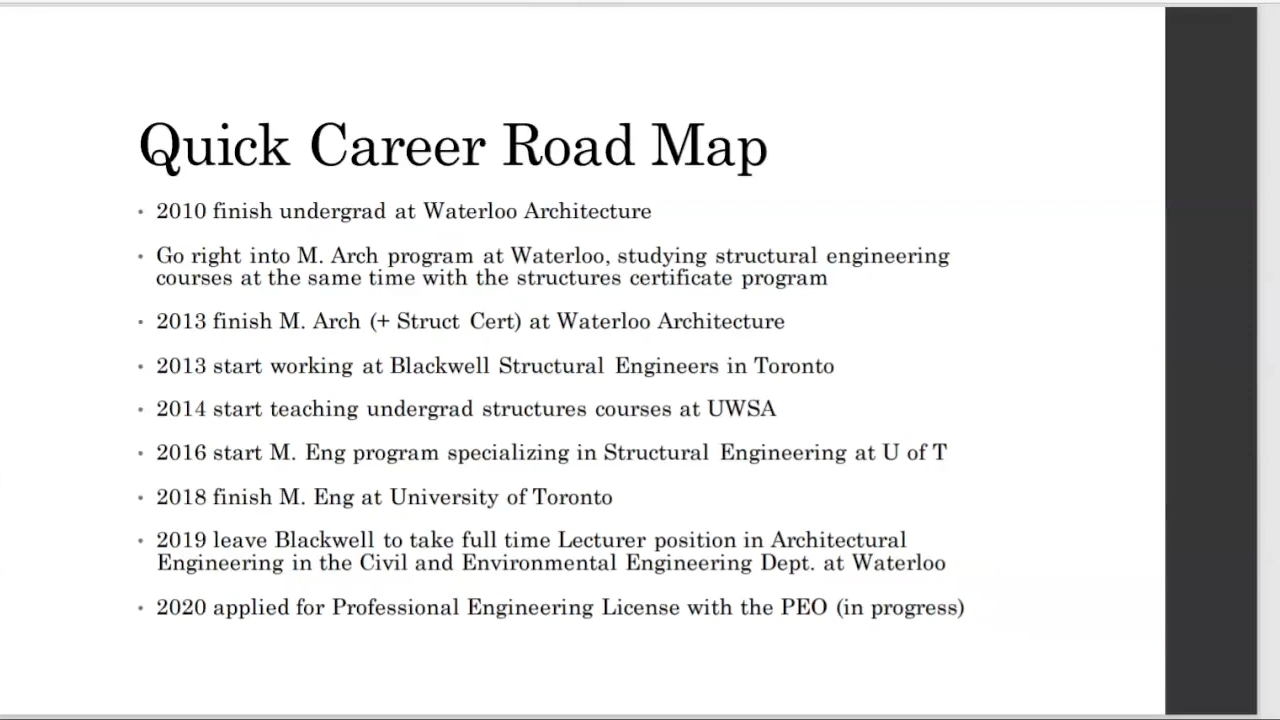 Quick Career Road Map
• 2010 finish undergrad at Waterloo Architecture
• Go right into M. Arch program at Waterloo, studying structural engineering
courses at the same time with the structures certificate program
• 2013 finish M. Arch (+ Struct Cert) at Waterloo Architecture
• 2013 start working at Blackwell Structural Engineers in Toronto
• 2014 start teaching undergrad structures courses at UWSA
• 2016 start M. Eng program specializing in Structural Engineering at U of T
• 2018 finish M. Eng at University of Toronto
• 2019 leave Blackwell to take full time Lecturer position in Architectural
Engineering in the Civil and Environmental Engineering Dept. at Waterloo
• 2020 applied for Professional Engineering License with the PEO (in progress)